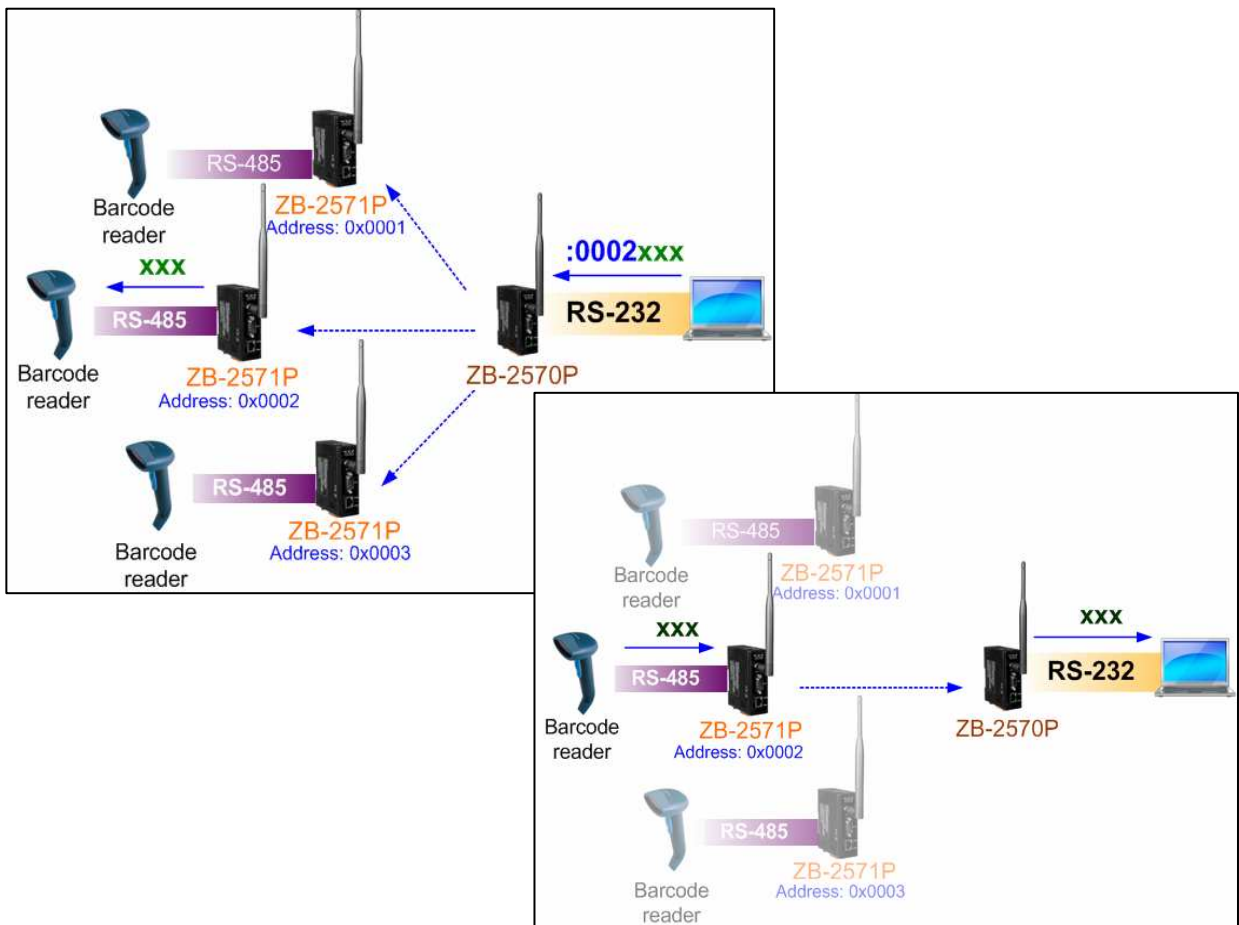 RS-485
Barcode
reader
ZB-2571P
Address: 0x0001
xxx
RS-485
Barcode
reader
ZB-2571P
Address: 0x0002
:0002xxx
RS-232
ZB-2570P
RS-485
Barcode
reader
ZB-2571P
Address: 0x0003
RS-485
Barcode
reader
ZB-2571P
Address: 0x0001
xxx
RS-485
Barcode
reader
ZB-2571P
Address: 0x0002
xxx
RS-232
ZB-2570P
RS-485
Barcode
reader
ZB-2571P
Address: 0x0003